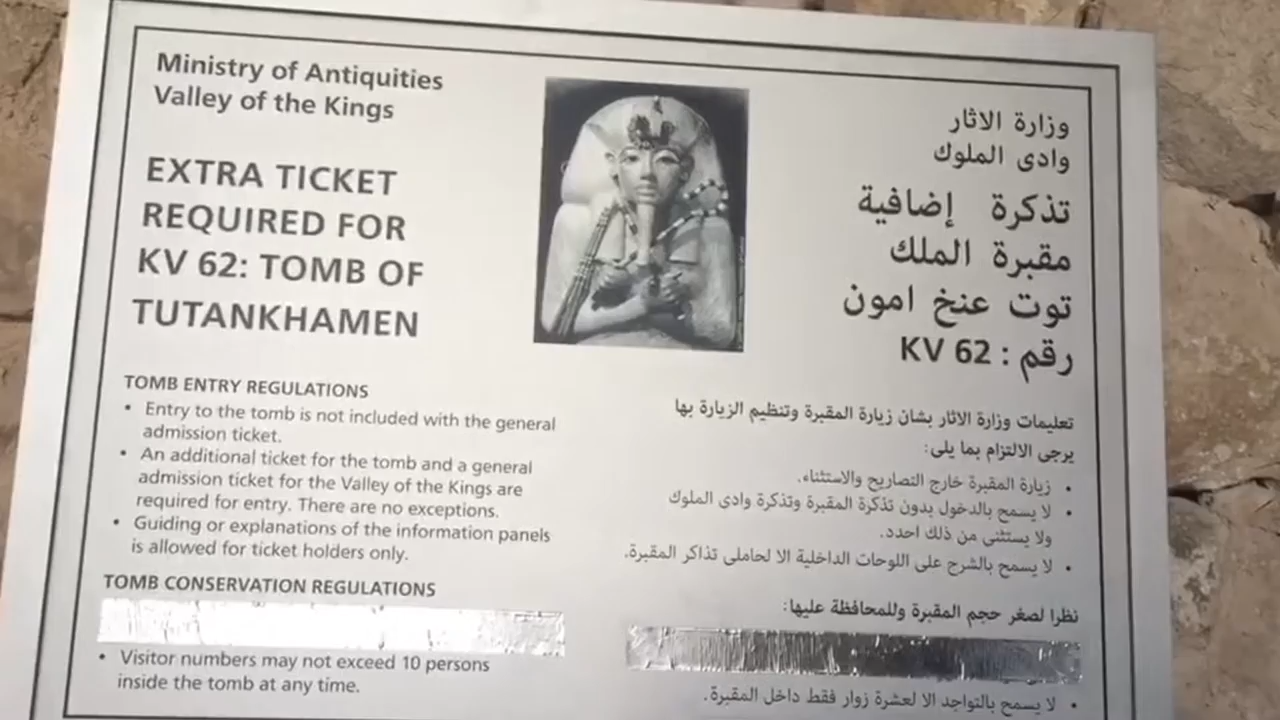 Ministry of Antiquities
Valley of the Kings
EXTRA TICKET
REQUIRED FOR
KV 62: TOMB OF
TUTANKHAMEN
TOMB ENTRY REGULATIONS
• Entry to the tomb is not included with the general
admission ticket.
• An additional ticket for the tomb and a general
admission ticket for the Valley of the Kings are
required for entry. There are no exceptions.
• Guiding or explanations of the information panels
is allowed for ticket holders only.
TOMB CONSERVATION REGULATIONS
• Visitor numbers may not exceed 10 persons
inside the tomb at any time.
وزارة الاثار
وادى الملوك
تذكرة إضافية
مقبرة الملك
توت عنخ امون
رقم : KV 62
تعليمات وزارة الاثار بشان زيارة المقبرة وتنظيم الزيارة بها
يرجى الالتزام بما يلى:
• زيارة المقبرة خارج التصاريح والاستثناء.
• لا يسمح بالدخول بدون تذكرة المقبرة وتذكرة وادى الملوك
ولا يستثنى من ذلك احدد.
• لا يسمح بالشرح على اللوحات الداخلية الا لحاملى تذاكر المقبرة.
نظرا لصغر حجم المقبرة وللمحافظة عليها:
• لا يسمح بالتواجد الا لعشرة زوار فقط داخل المقبرة.